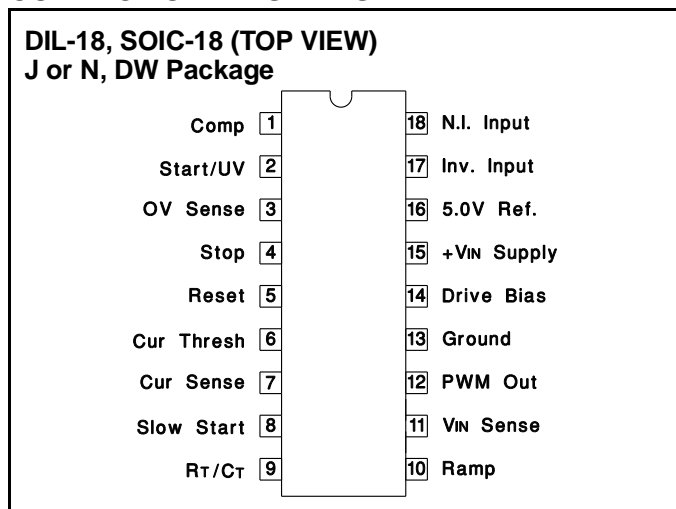 DIL-18, SOIC-18 (TOP VIEW)
J or N, DW Package
Comp 1
Start/UV 2
OV Sense 3
Stop 4
Reset 5
Cur Thresh 6
Cur Sense 7
Slow Start 8
RT/CT 9
18 N.I. Input
17 Inv. Input
16 5.0V Ref.
15 +VIN Supply
14 Drive Bias
13 Ground
12 PWM Out
11 VIN Sense
10 Ramp